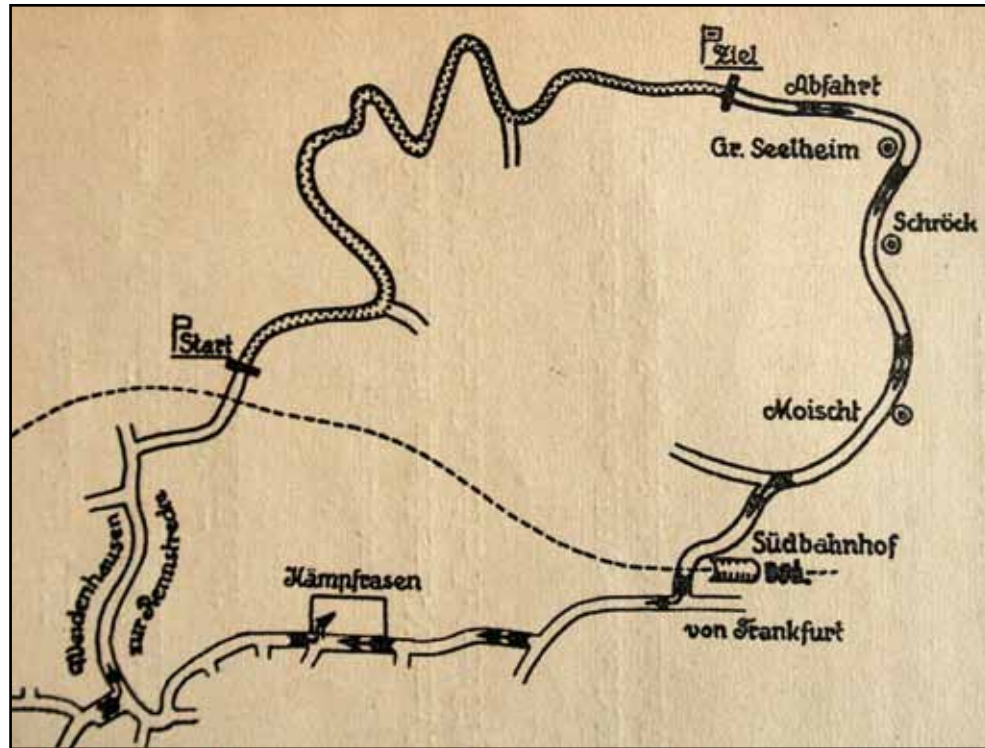 Ziel
Abfahrt
Gr. Seelheim
Schröck
Start
Moischt
Südbahnhof
Kämpfrasen
von Frankfurt
Weidenhausen
zur Rennstrecke